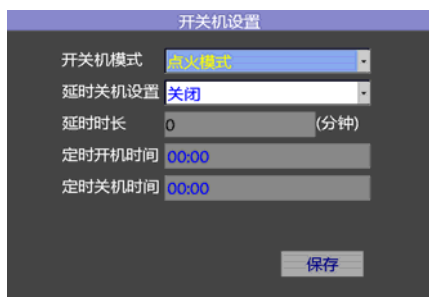 开关机设置
开关机模式 点火模式
延时关机设置 关闭
延时时长 0 (分钟)
定时开机时间 00:00
定时关机时间 00:00
保存